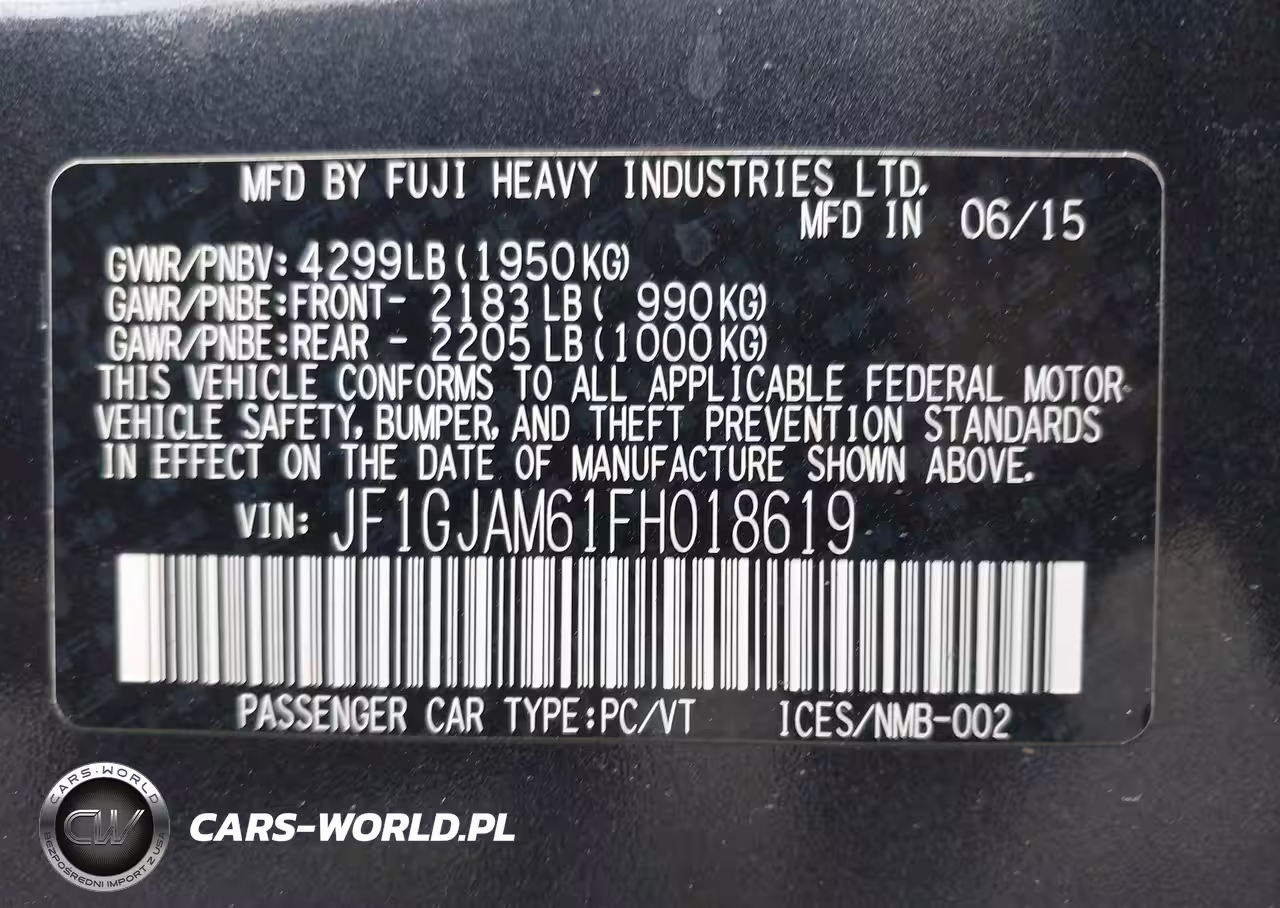 MFD BY FUJI HEAVY INDUSTRIES LTD.
MFD IN 06/15
GVWR/PNBV: 4299LB (1950KG)
GAWR/PNBE:FRONT- 2183 LB ( 990KG)
GAWR/PNBE:REAR - 2205 LB (1000KG)
THIS VEHICLE CONFORMS TO ALL APPLICABLE FEDERAL MOTOR-
VEHICLE SAFETY, BUMPER, AND THEFT PREVENTION STANDARDS
IN EFFECT ON THE DATE OF MANUFACTURE SHOWN ABOVE.
VIN: JF1GJAM61FH018619
PASSENGER CAR TYPE:PC/VT ICES/NMB-002
CARS-WORLD
CW
BEZPOŚREDNI IMPORT Z USA
CARS-WORLD.PL